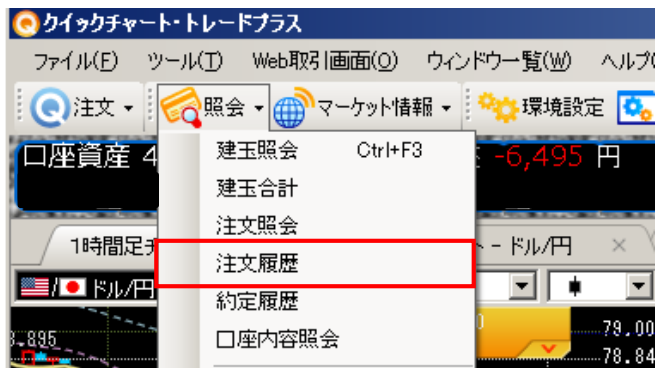 クイックチャート・トレードプラス
ファイル(F) ツール(T) Web取引画面(O) ウィンドウ一覧(W) ヘルプ(
注文 照会 マーケット情報 環境設定
口座資産 4 -6,495 円
建玉照会 Ctrl+F3
建玉合計
注文照会
1時間足チ ト - ドル/円 ×
注文履歴
/ ドル/円
約定履歴
79.00
口座内容照会
78.84